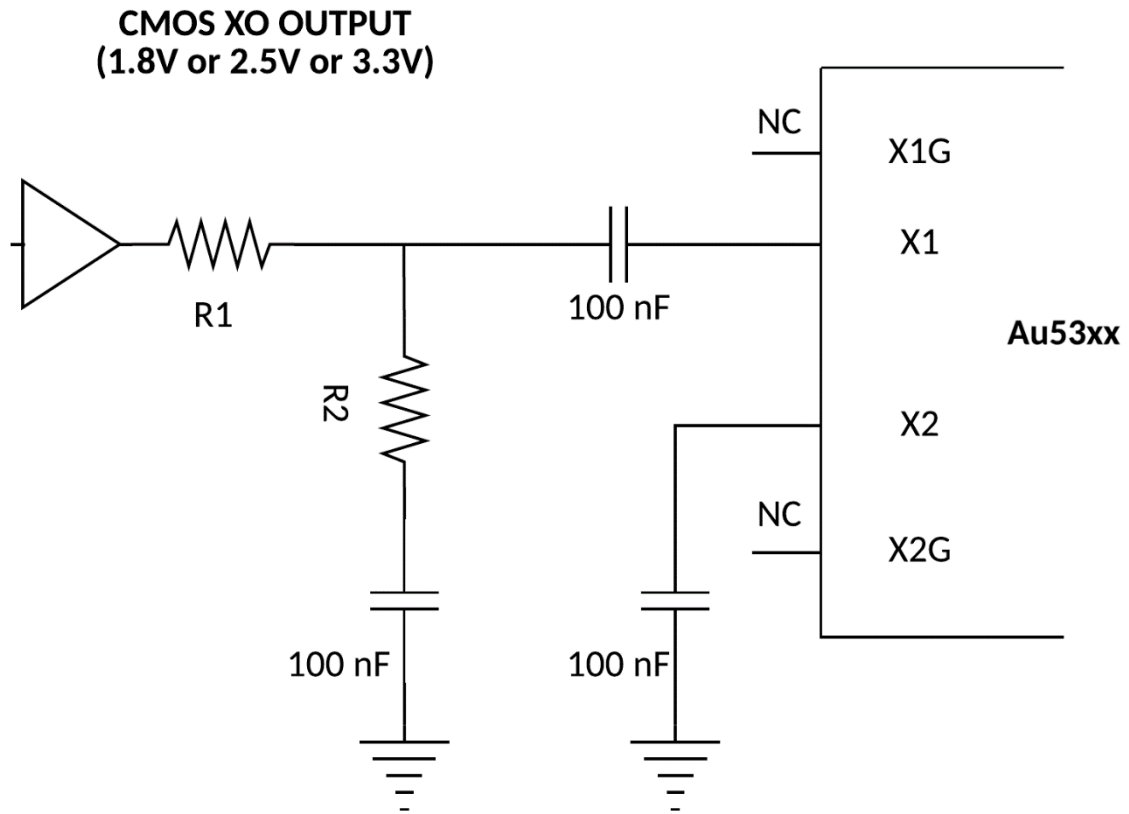 CMOS XO OUTPUT
(1.8V or 2.5V or 3.3V)
NC
X1G
X1
100 nF
R1
Au53xx
R2
X2
NC
X2G
100 nF
100 nF